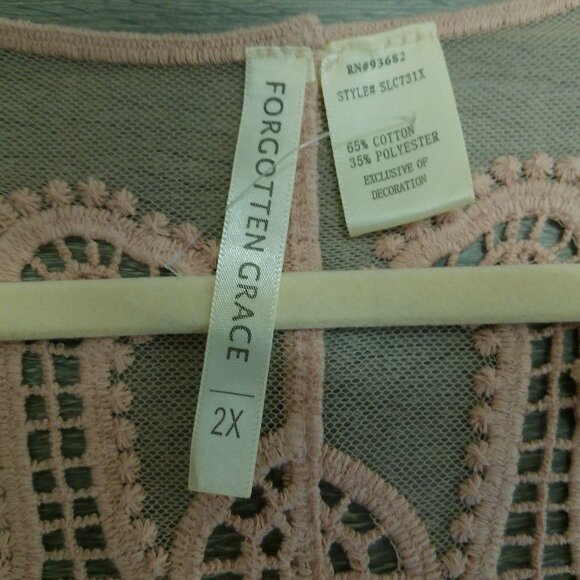 FORGOTTEN GRACE | 2X
RN#93682
STYLE# SLC731X
65% COTTON
35% POLYESTER
EXCLUSIVE OF
DECORATION